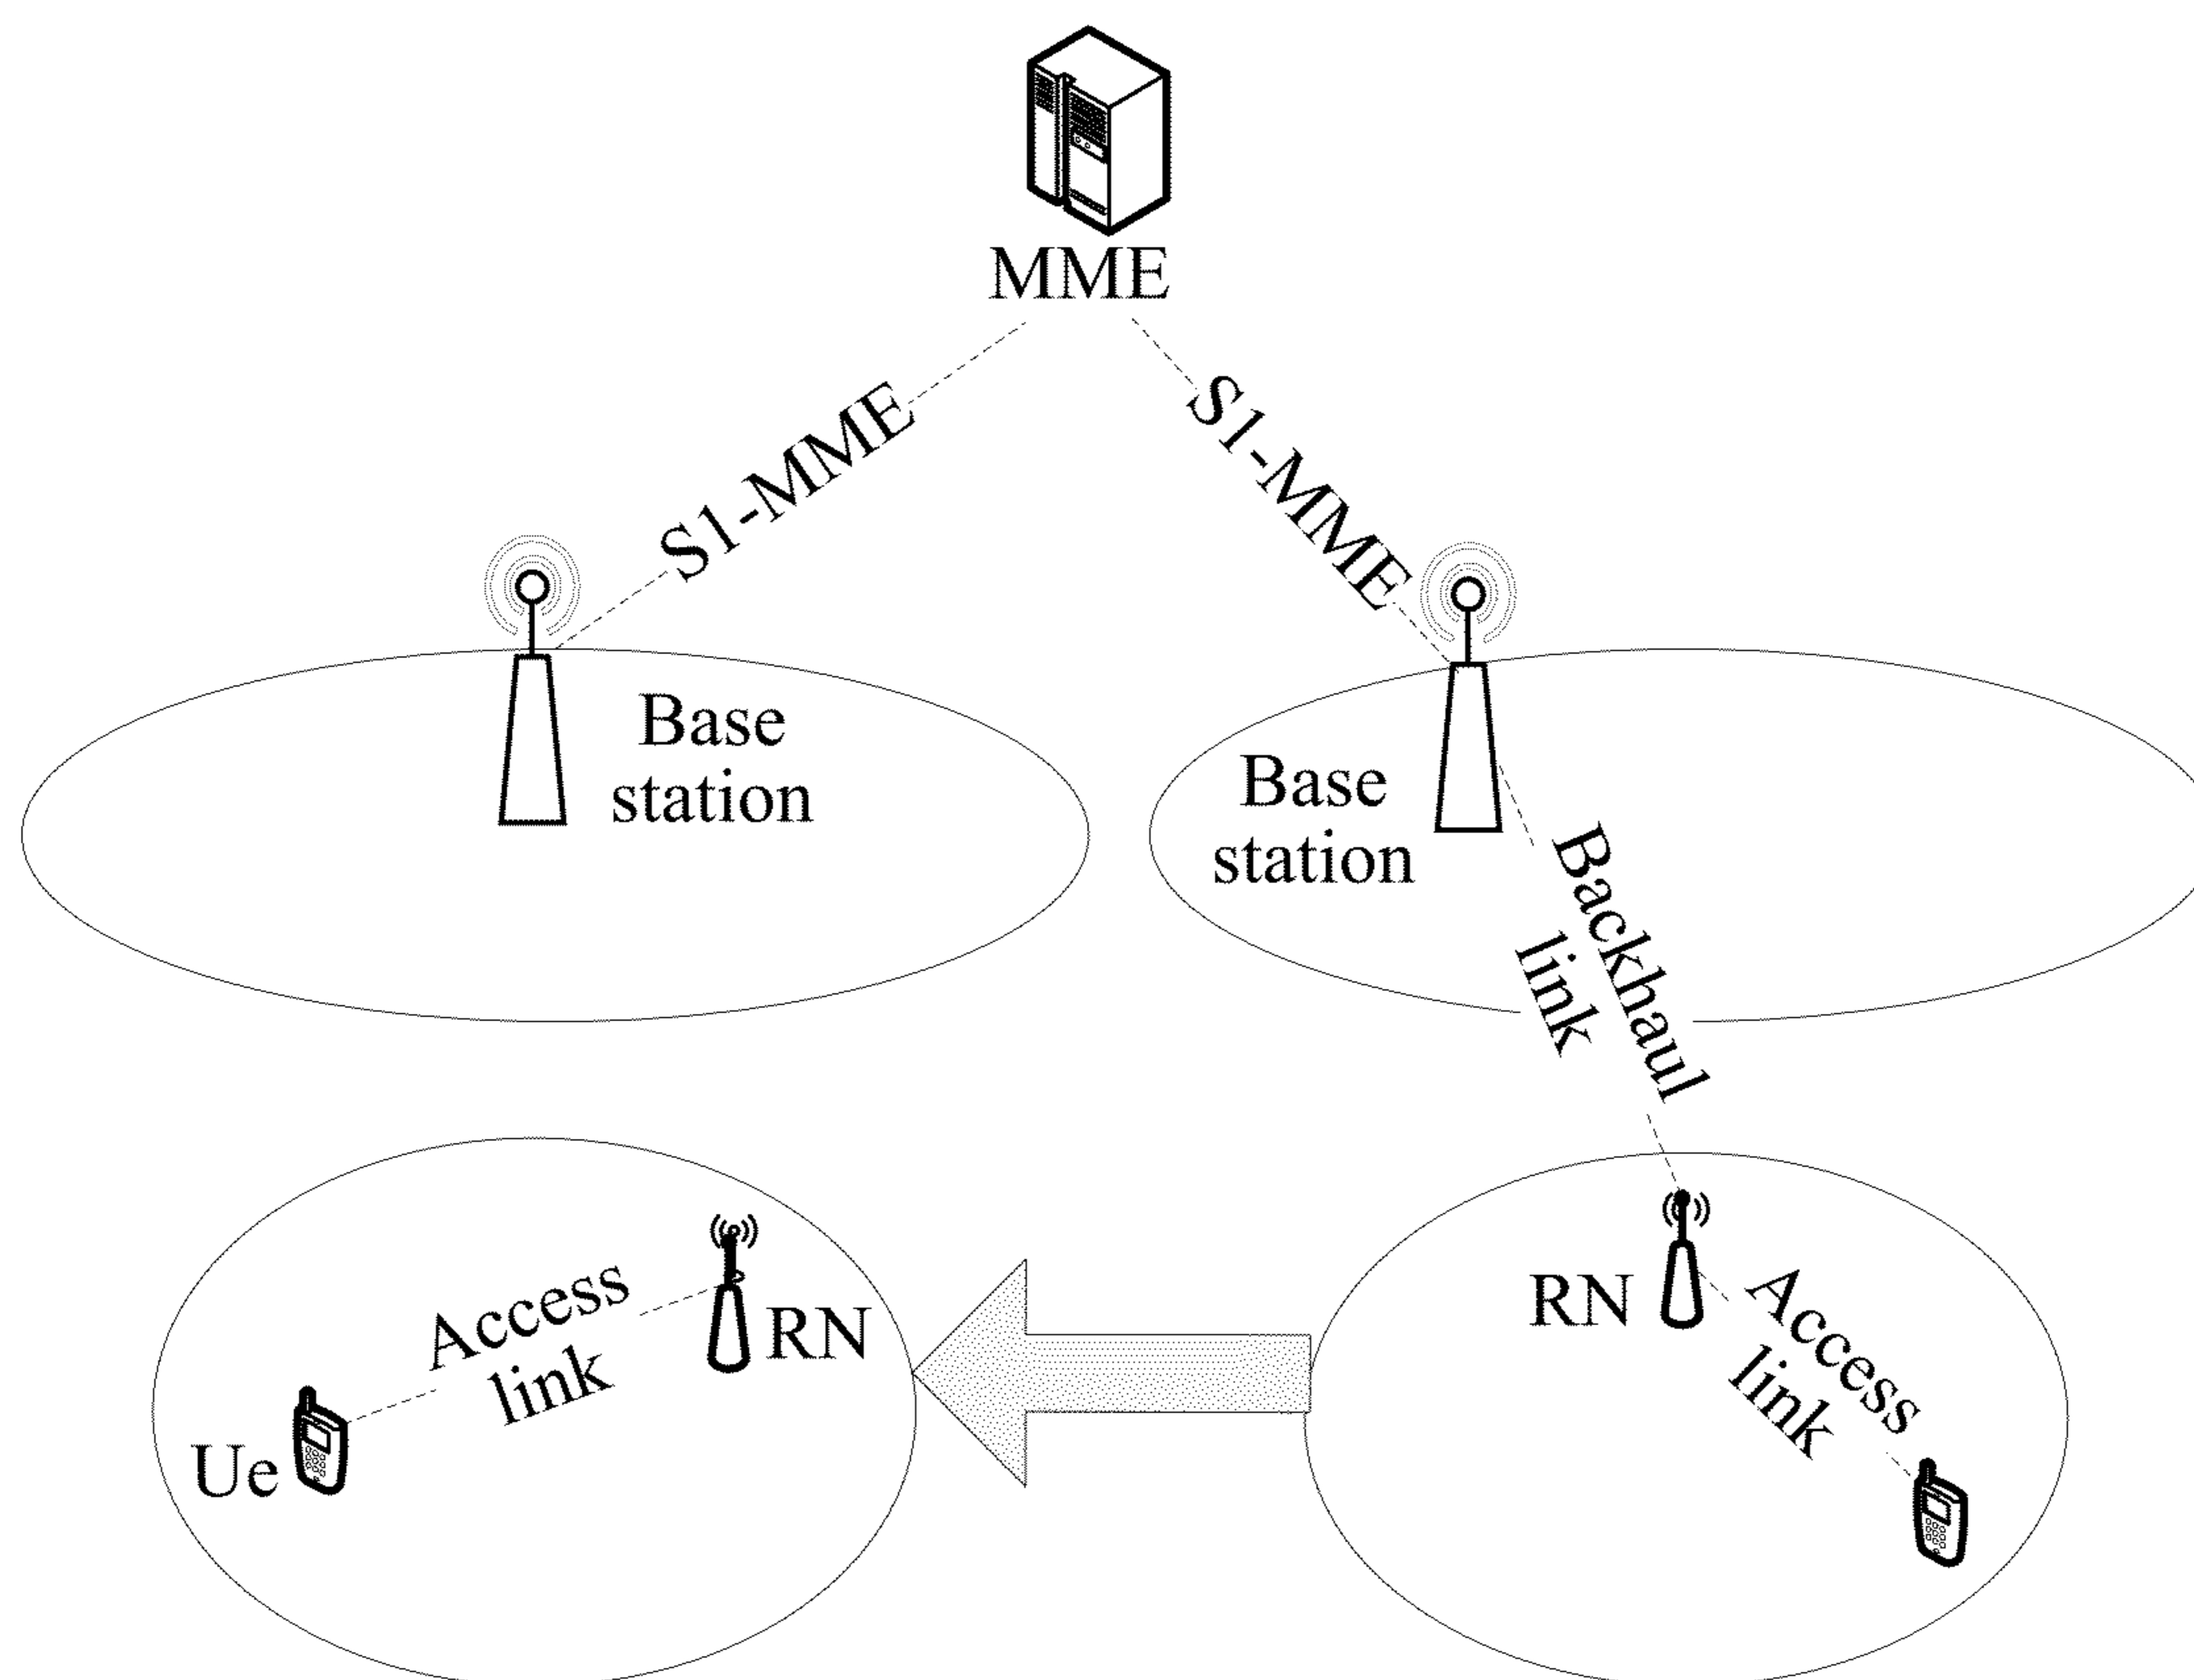 MME
S1-MME
S1-MME
Base
station
Base
station
Backhaul
link
Access
link
RN
Ue
RN
Access
link